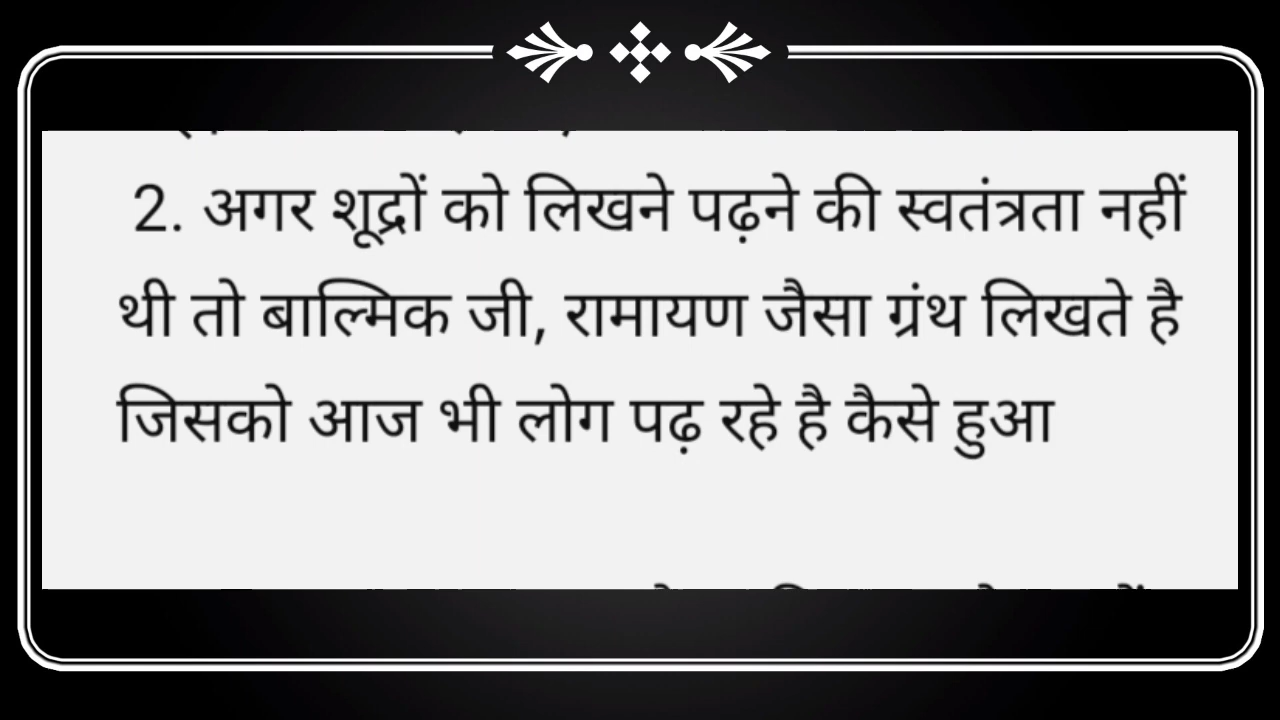 2. अगर शूद्रों को लिखने पढ़ने की स्वतंत्रता नहीं
थी तो बाल्मिक जी, रामायण जैसा ग्रंथ लिखते है
जिसको आज भी लोग पढ़ रहे है कैसे हुआ